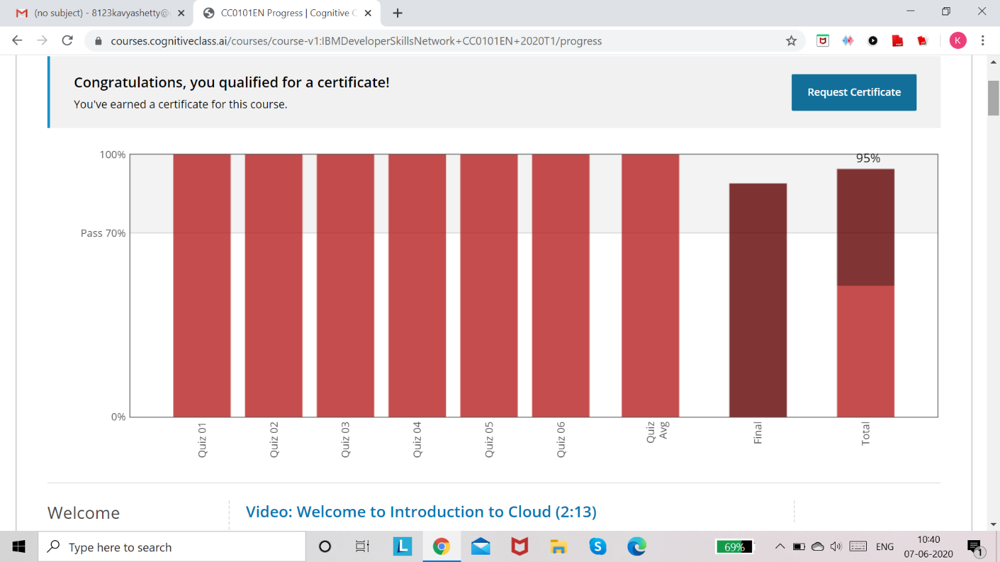 (no subject) - 8123kavyashetty@
CC0101EN Progress | Cognitive C
courses.cognitiveclass.ai/courses/course-v1:IBMDeveloperSkillsNetwork+CC0101EN+2020T1/progress
K
Congratulations, you qualified for a certificate!
You've earned a certificate for this course.
Request Certificate
100%
95%
Pass 70%
0%
Quiz 01
Quiz 02
Quiz 03
Quiz 04
Quiz 05
Quiz 06
Quiz
Avg
Final
Total
Welcome
Video: Welcome to Introduction to Cloud (2:13)
Type here to search
L
S
69%
ENG
10:40
07-06-2020
1